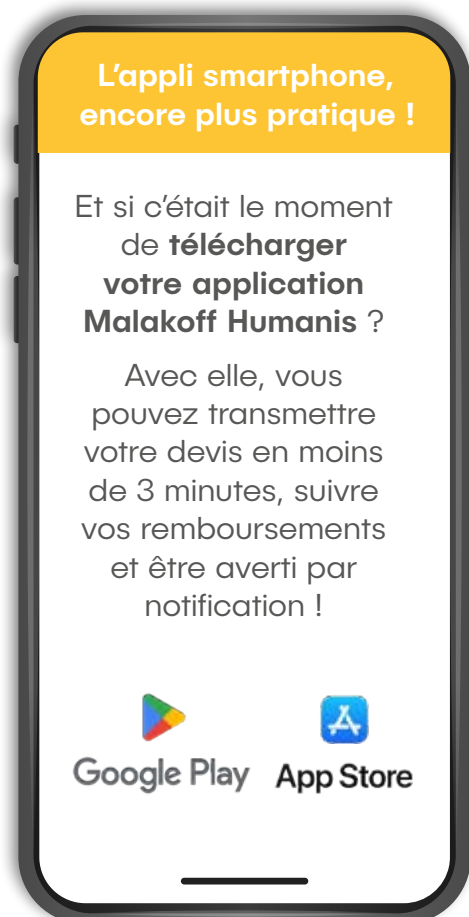 L'appli smartphone,
encore plus pratique !
Et si c'était le moment
de télécharger
votre application
Malakoff Humanis ?
Avec elle, vous
pouvez transmettre
votre devis en moins
de 3 minutes, suivre
vos remboursements
et être averti par
notification !
Google Play App Store